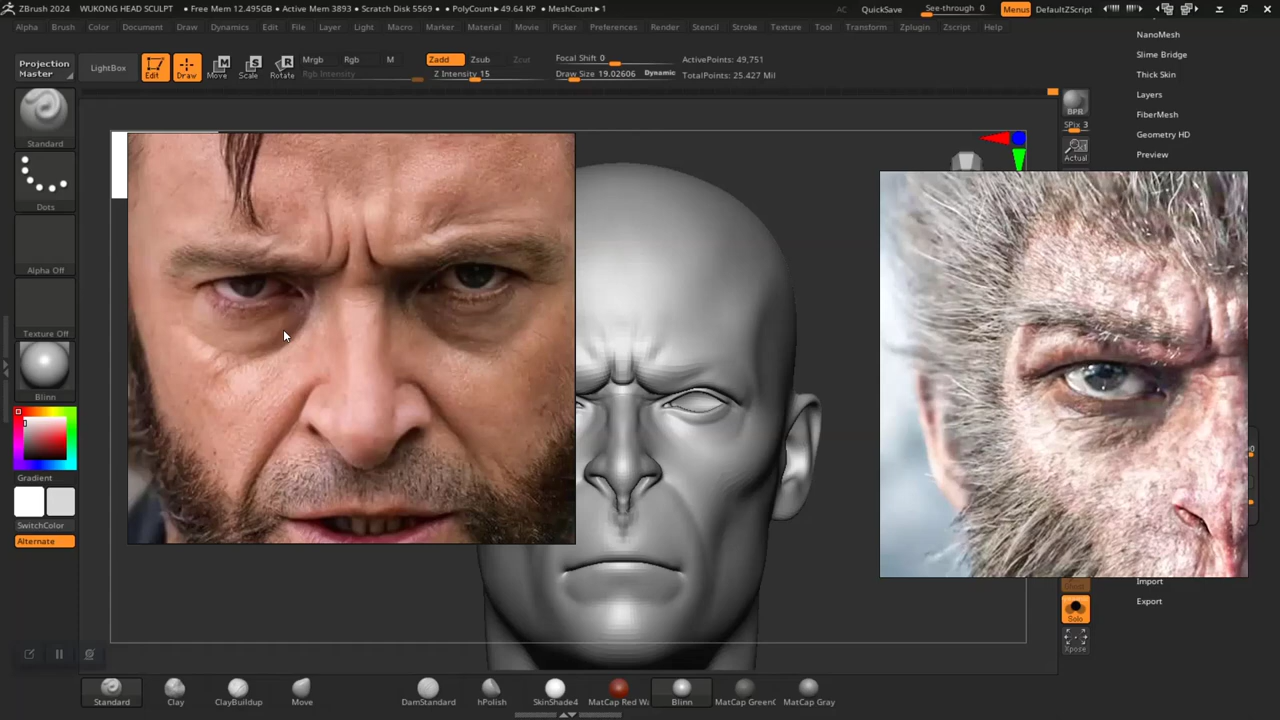 ZBrush 2024 WUKONG HEAD SCULPT • Free Mem 12.495GB • Active Mem 3893 • Scratch Disk 5569 • PolyCount▸49.64 KP • MeshCount▸1
AC QuickSave See-through 0 Menus DefaultZScript
Alpha Brush Color Document Draw Dynamics Edit File Layer Light Macro Marker Material Movie Picker Preferences Render Stencil Stroke Texture Tool Transform Zplugin Zscript Help
NanoMesh
Slime Bridge
Thick Skin
Layers
FiberMesh
Geometry HD
Preview
Import
Export
Projection
Master
LightBox
Edit
Draw
Move
Scale
Rotate
Mrgb Rgb M
Rgb Intensity
Zadd Zsub Zcut
Z Intensity 15
Focal Shift 0
Draw Size 19.02606 Dynamic
ActivePoints: 49,751
TotalPoints: 25.427 Mil
Standard
Dots
Alpha Off
Texture Off
Blinn
Gradient
SwitchColor
Alternate
BPR
SPix 3
Actual
Solo
Xpose
Standard Clay ClayBuildup Move DamStandard hPolish SkinShade4 MatCap Red W Blinn MatCap Green MatCap Gray